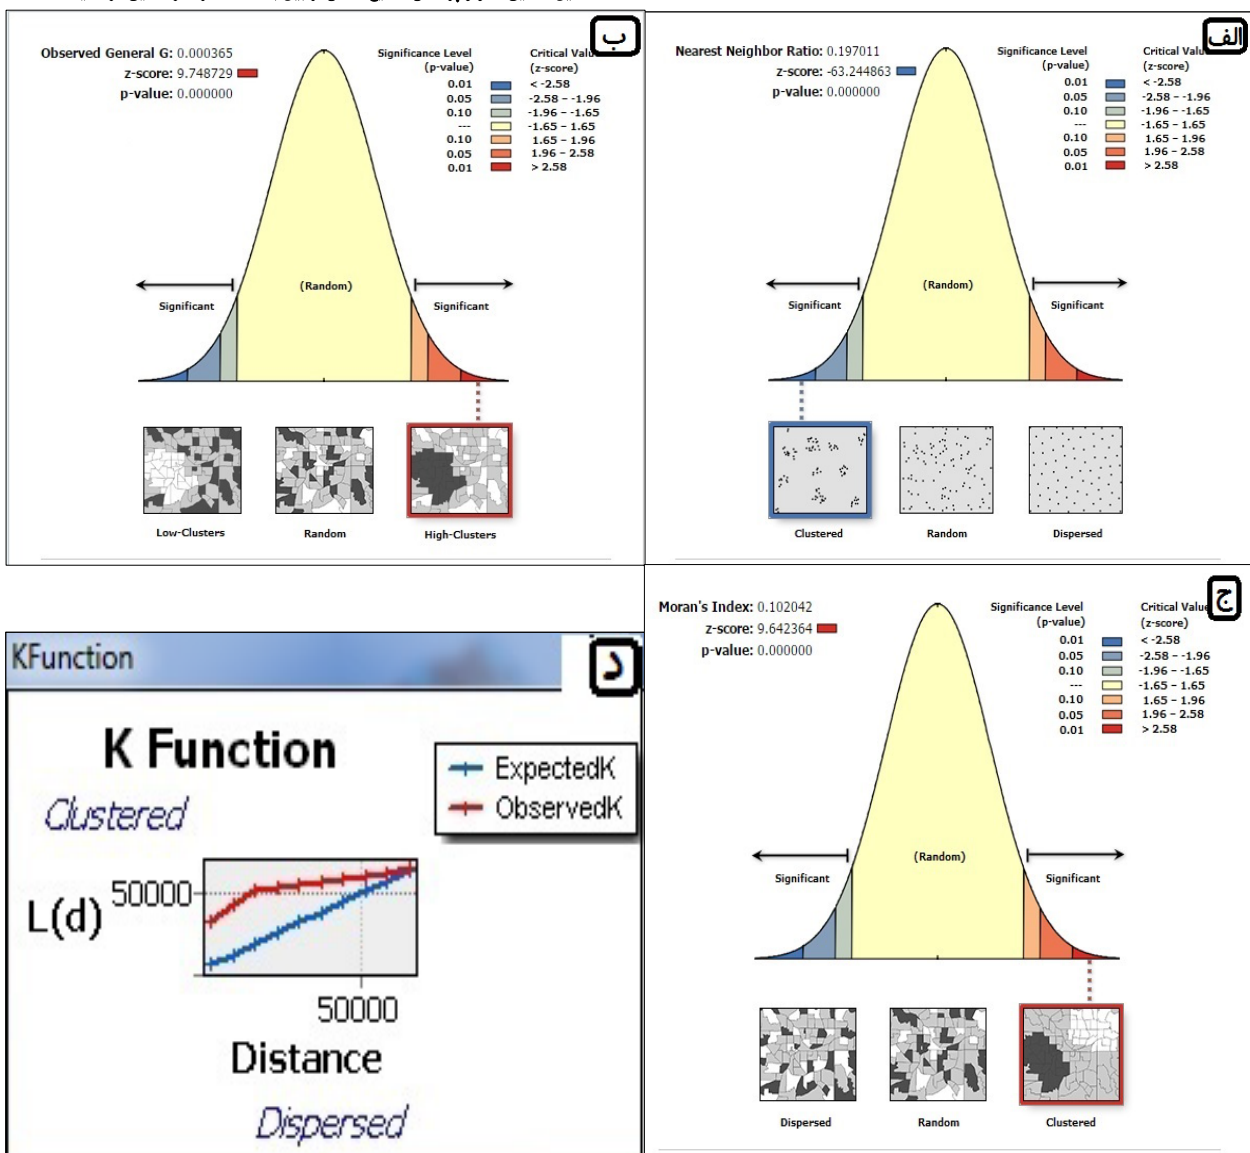 ب
Observed General G: 0.000365
z-score: 9.748729
p-value: 0.000000
Significance Level
(p-value)
Critical Valu
(z-score)
0.01 < -2.58
0.05 -2.58 - -1.96
0.10 -1.96 - -1.65
--- -1.65 - 1.65
0.10 1.65 - 1.96
0.05 1.96 - 2.58
0.01 > 2.58
(Random)
Significant
Significant
Low-Clusters
Random
High-Clusters
الف
Nearest Neighbor Ratio: 0.197011
z-score: -63.244863
p-value: 0.000000
Significance Level
(p-value)
Critical Value
(z-score)
0.01 < -2.58
0.05 -2.58 - -1.96
0.10 -1.96 - -1.65
--- -1.65 - 1.65
0.10 1.65 - 1.96
0.05 1.96 - 2.58
0.01 > 2.58
(Random)
Significant
Significant
Clustered
Random
Dispersed
KFunction
د
K Function
Clustered
ExpectedK
ObservedK
50000
L(d)
50000
Distance
Dispersed
ج
Moran's Index: 0.102042
z-score: 9.642364
p-value: 0.000000
Significance Level
(p-value)
Critical Value
(z-score)
0.01 < -2.58
0.05 -2.58 - -1.96
0.10 -1.96 - -1.65
--- -1.65 - 1.65
0.10 1.65 - 1.96
0.05 1.96 - 2.58
0.01 > 2.58
(Random)
Significant
Significant
Dispersed
Random
Clustered